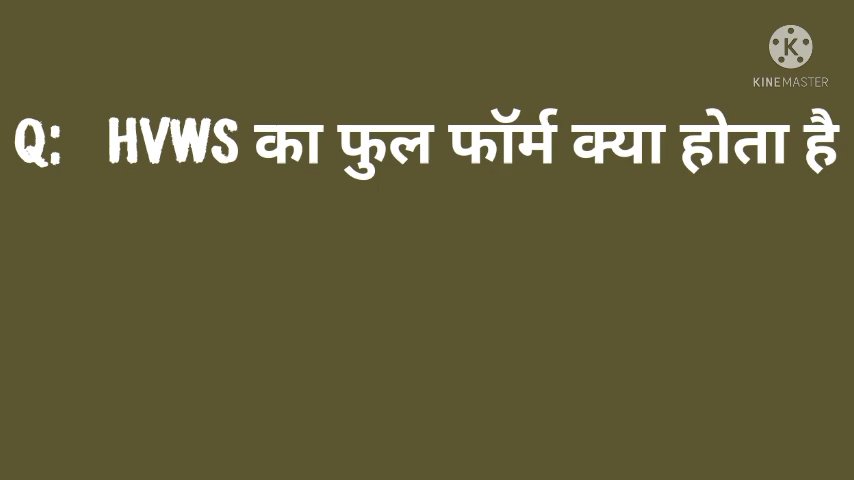 K
KINEMASTER
Q: HVWS का फुल फॉर्म क्या होता है